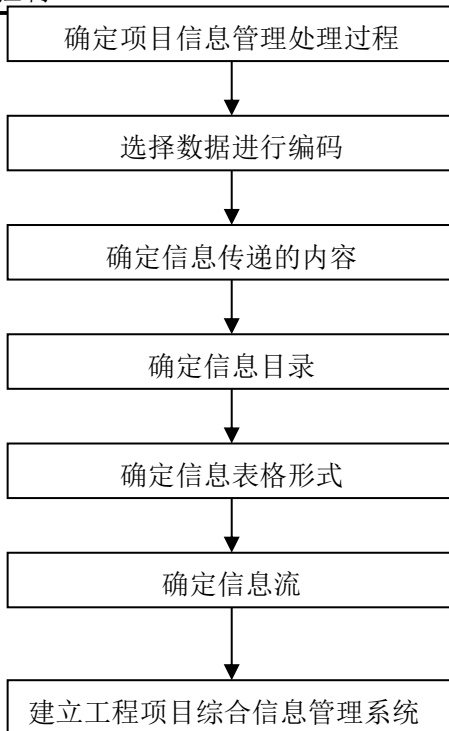 确定项目信息管理处理过程
选择数据进行编码
确定信息传递的内容
确定信息目录
确定信息表格形式
确定信息流
建立工程项目综合信息管理系统